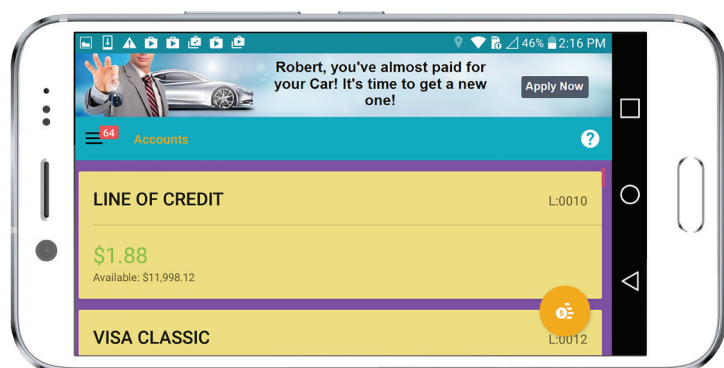 46% 2:16 PM
Robert, you've almost paid for
your Car! It's time to get a new
one!
Apply Now
64
Accounts
?
LINE OF CREDIT
L:0010
$1.88
Available: $11,998.12
VISA CLASSIC
L:0012